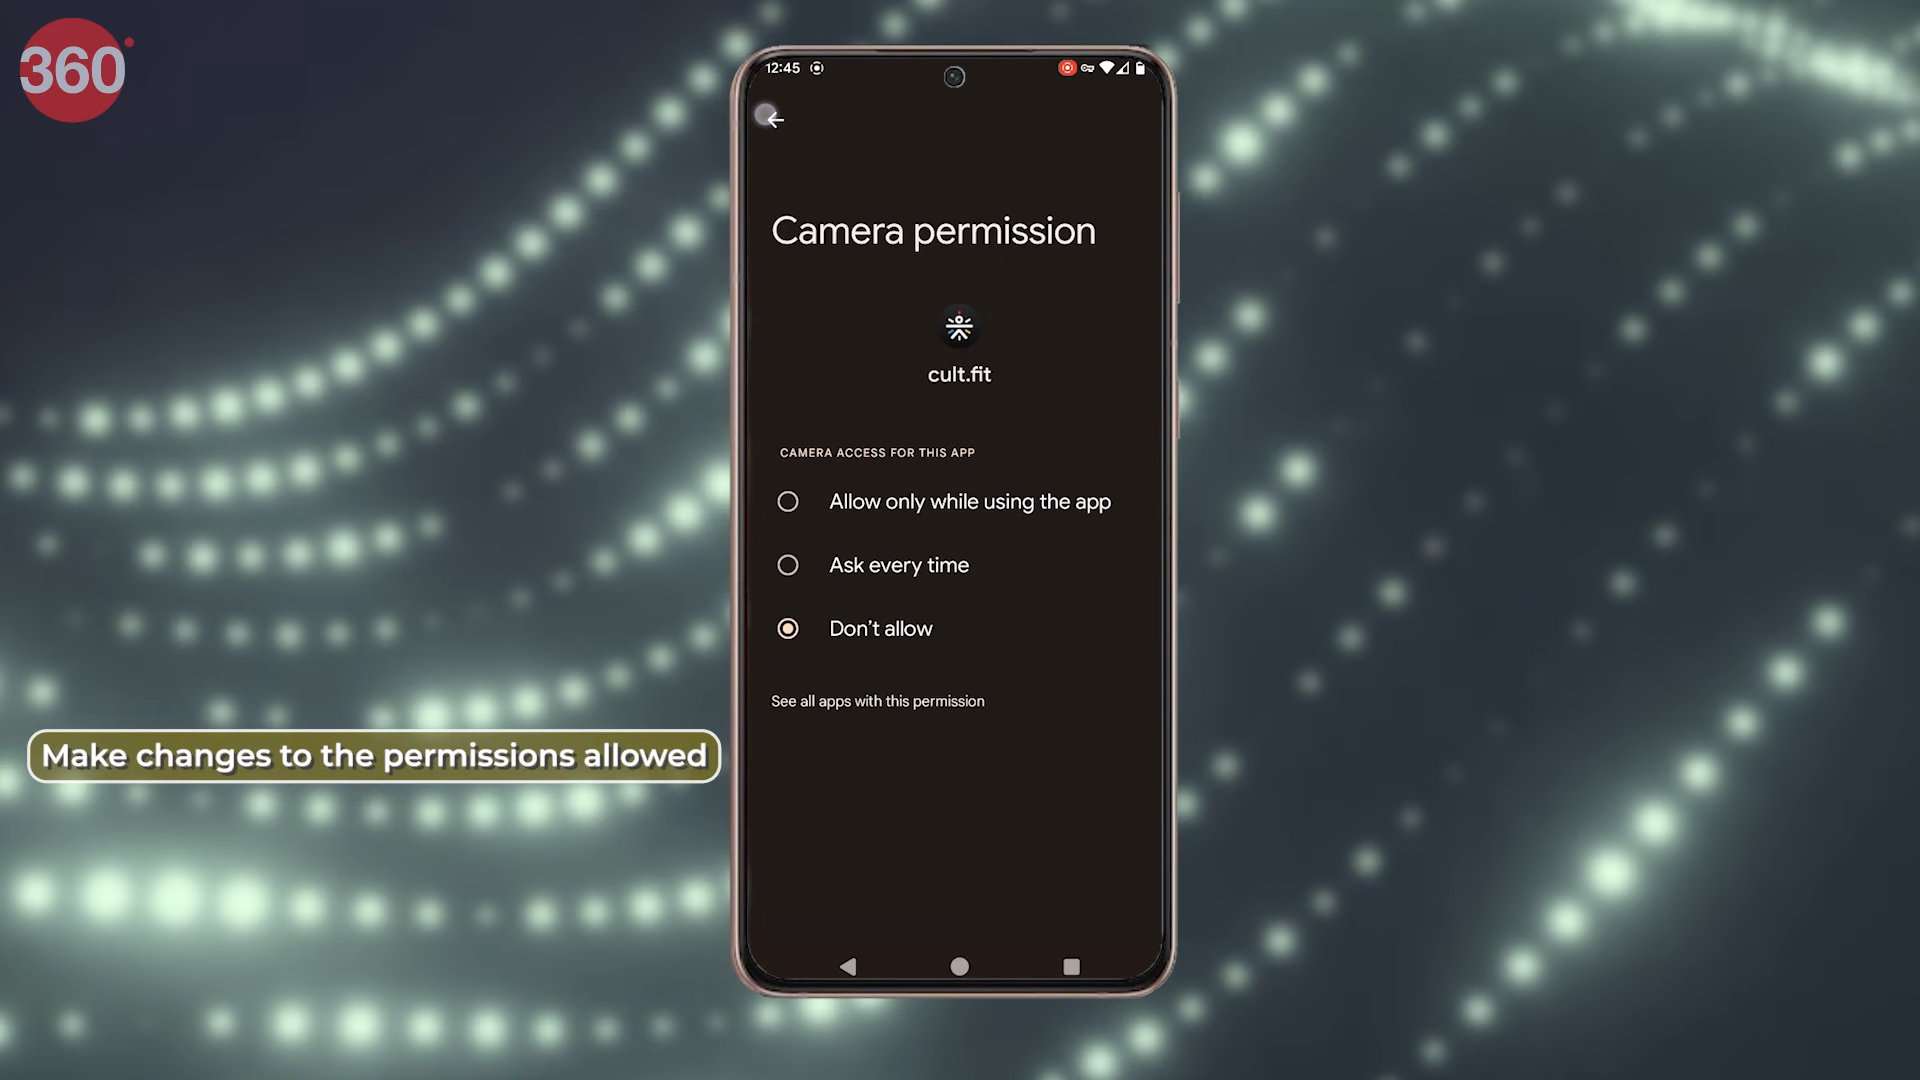 360
12:45
Camera permission
cult.fit
CAMERA ACCESS FOR THIS APP
Allow only while using the app
Ask every time
Don’t allow
See all apps with this permission
Make changes to the permissions allowed